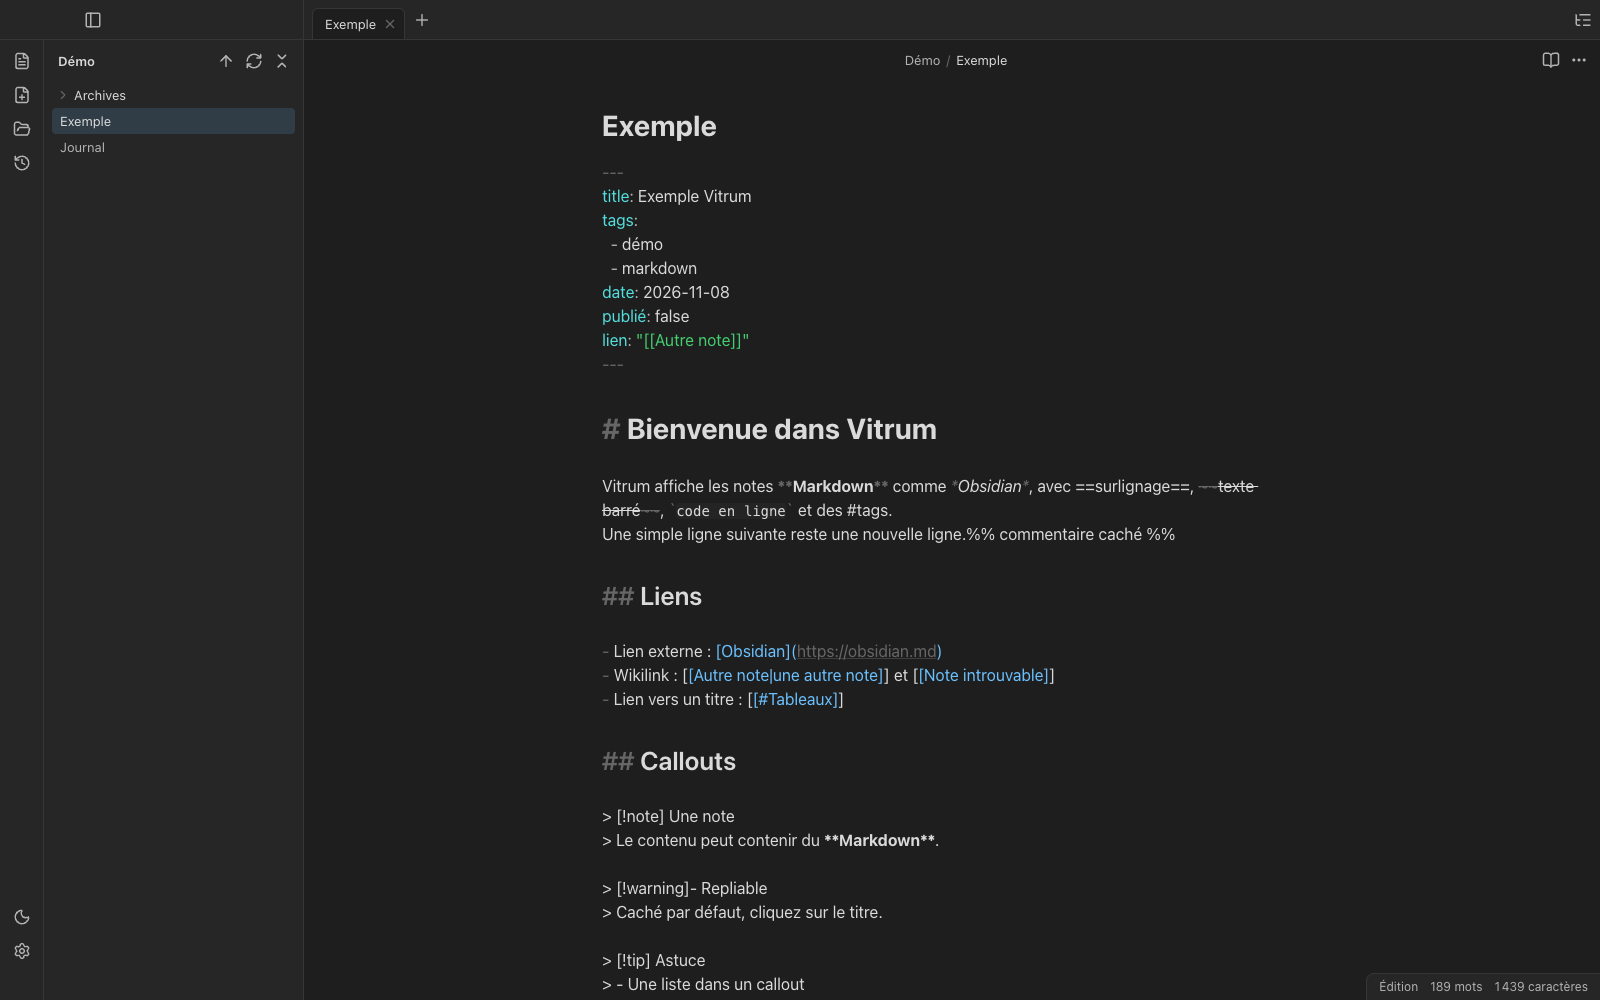 Exemple
Démo
Archives
Exemple
Journal
Démo / Exemple
Exemple
---
title: Exemple Vitrum
tags:
- démo
- markdown
date: 2026-11-08
publié: false
lien: "[[Autre note]]"
---
# Bienvenue dans Vitrum
Vitrum affiche les notes **Markdown** comme *Obsidian*, avec ==surlignage==, ~~texte
barré~~, `code en ligne` et des #tags.
Une simple ligne suivante reste une nouvelle ligne.%% commentaire caché %%
## Liens
- Lien externe : [Obsidian](https://obsidian.md)
- Wikilink : [[Autre note|une autre note]] et [[Note introuvable]]
- Lien vers un titre : [[#Tableaux]]
## Callouts
> [!note] Une note
> Le contenu peut contenir du **Markdown**.
> [!warning]- Repliable
> Caché par défaut, cliquez sur le titre.
> [!tip] Astuce
> - Une liste dans un callout
Édition 189 mots 1 439 caractères